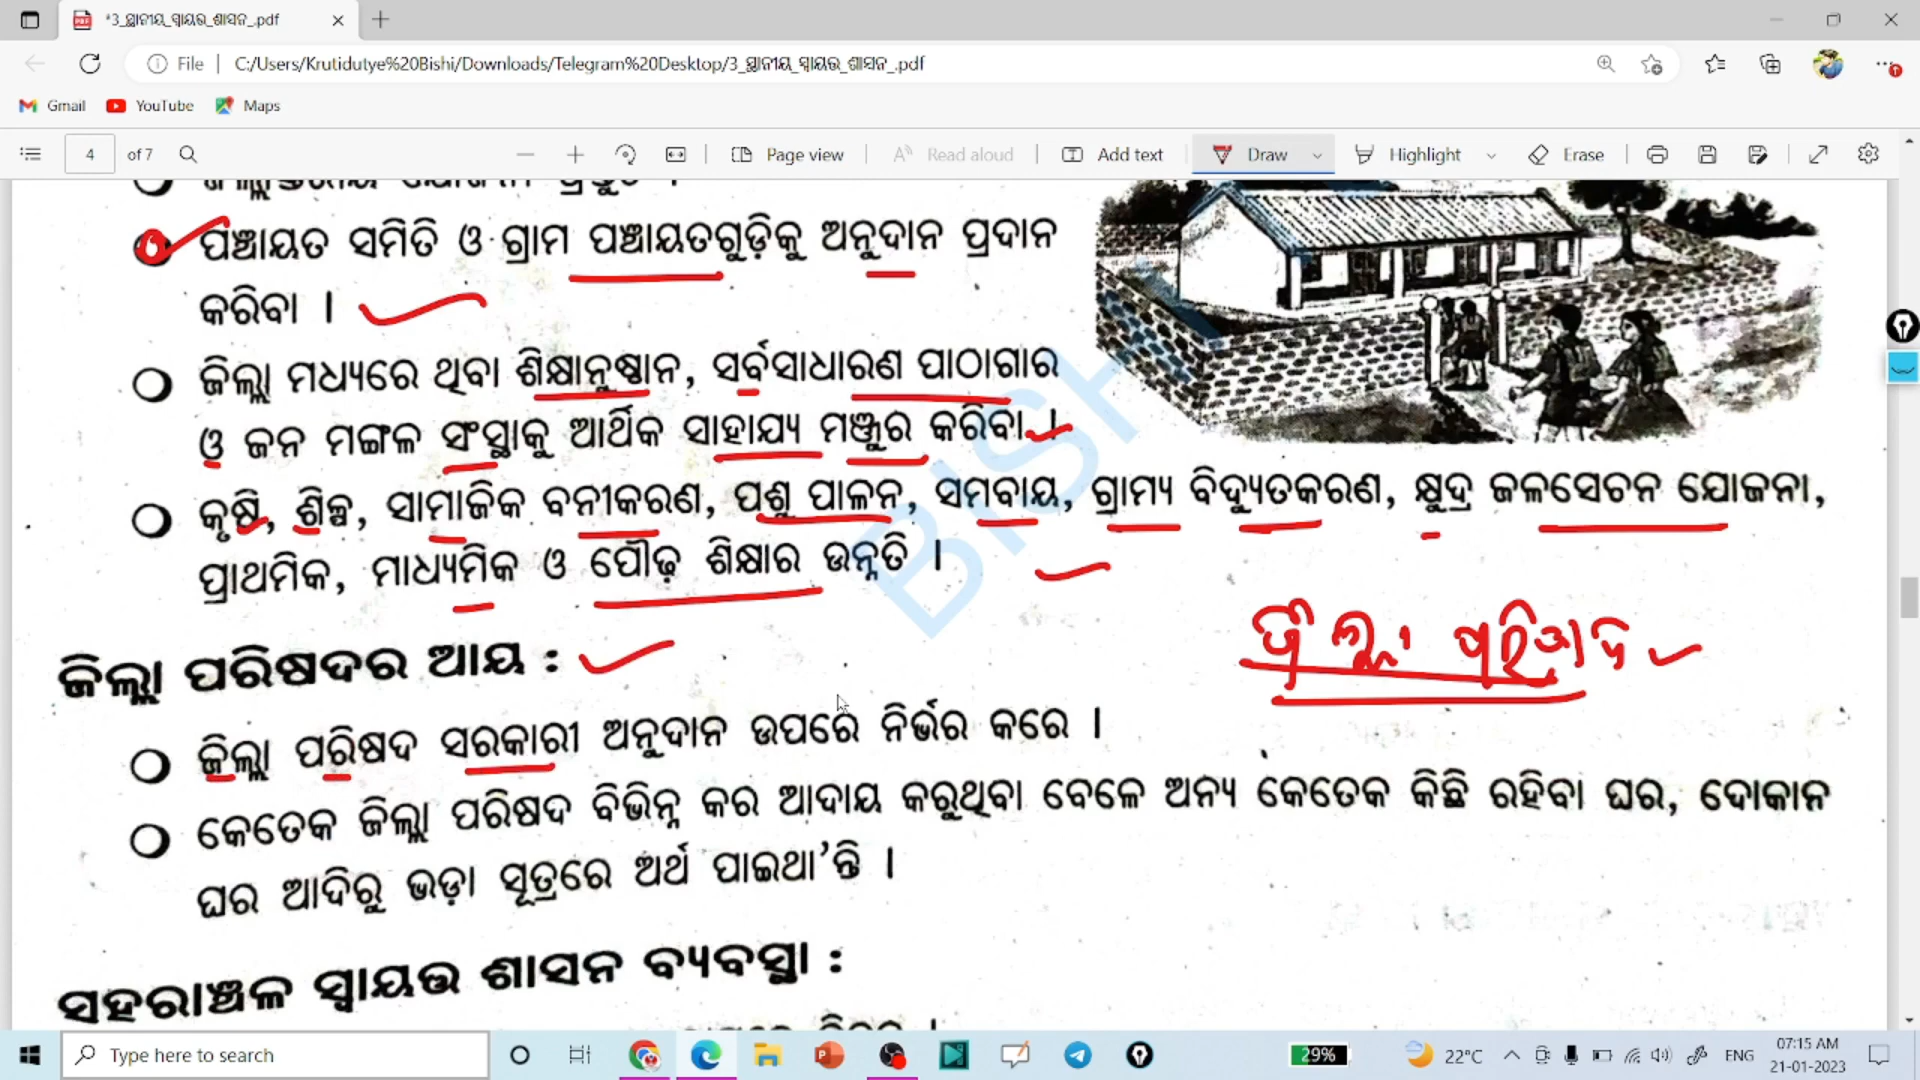 *3_ସ୍ଥାନୀୟ_ସ୍ୱାୟତ୍ତ_ଶାସନ_.pdf
File C:/Users/Krutidutye%20Bishi/Downloads/Telegram%20Desktop/3_ସ୍ଥାନୀୟ_ସ୍ୱାୟତ୍ତ_ଶାସନ_.pdf
Gmail YouTube Maps
4 of 7 Page view Read aloud Add text Draw Highlight Erase
ପଞ୍ଚାୟତ ସମିତି ଓ ଗ୍ରାମ ପଞ୍ଚାୟତଗୁଡ଼ିକୁ ଅନୁଦାନ ପ୍ରଦାନ
କରିବା ।
ଜିଲ୍ଲା ମଧ୍ୟରେ ଥିବା ଶିକ୍ଷାନୁଷ୍ଠାନ, ସର୍ବସାଧାରଣ ପାଠାଗାର
ଓ ଜନ ମଙ୍ଗଳ ସଂସ୍ଥାକୁ ଆର୍ଥିକ ସାହାଯ୍ୟ ମଞ୍ଜୁର କରିବା ।
କୃଷି, ଶିଳ୍ପ, ସାମାଜିକ ବନୀକରଣ, ପଶୁ ପାଳନ, ସମବାୟ, ଗ୍ରାମ୍ୟ ବିଦ୍ୟୁତକରଣ, କ୍ଷୁଦ୍ର ଜଳସେଚନ ଯୋଜନା,
ପ୍ରାଥମିକ, ମାଧ୍ୟମିକ ଓ ପୌଢ଼ ଶିକ୍ଷାର ଉନ୍ନତି ।
ଜିଲ୍ଲା
ଜିଲ୍ଲା ପରିଷଦର ଆୟ :
ଜିଲ୍ଲା ପରିଷଦ ସରକାରୀ ଅନୁଦାନ ଉପରେ ନିର୍ଭର କରେ ।
କେତେକ ଜିଲ୍ଲା ପରିଷଦ ବିଭିନ୍ନ କର ଆଦାୟ କରୁଥିବା ବେଳେ ଅନ୍ୟ କେତେକ କିଛି ରହିବା ଘର, ଦୋକାନ
ଘର ଆଦିରୁ ଭଡ଼ା ସୂତ୍ରରେ ଅର୍ଥ ପାଇଥା'ନ୍ତି ।
ସହରାଞ୍ଚଳ ସ୍ୱାୟତ୍ତ ଶାସନ ବ୍ୟବସ୍ଥା :
BISH
Type here to search 29% 22°C ENG 07:15 AM
21-01-2023